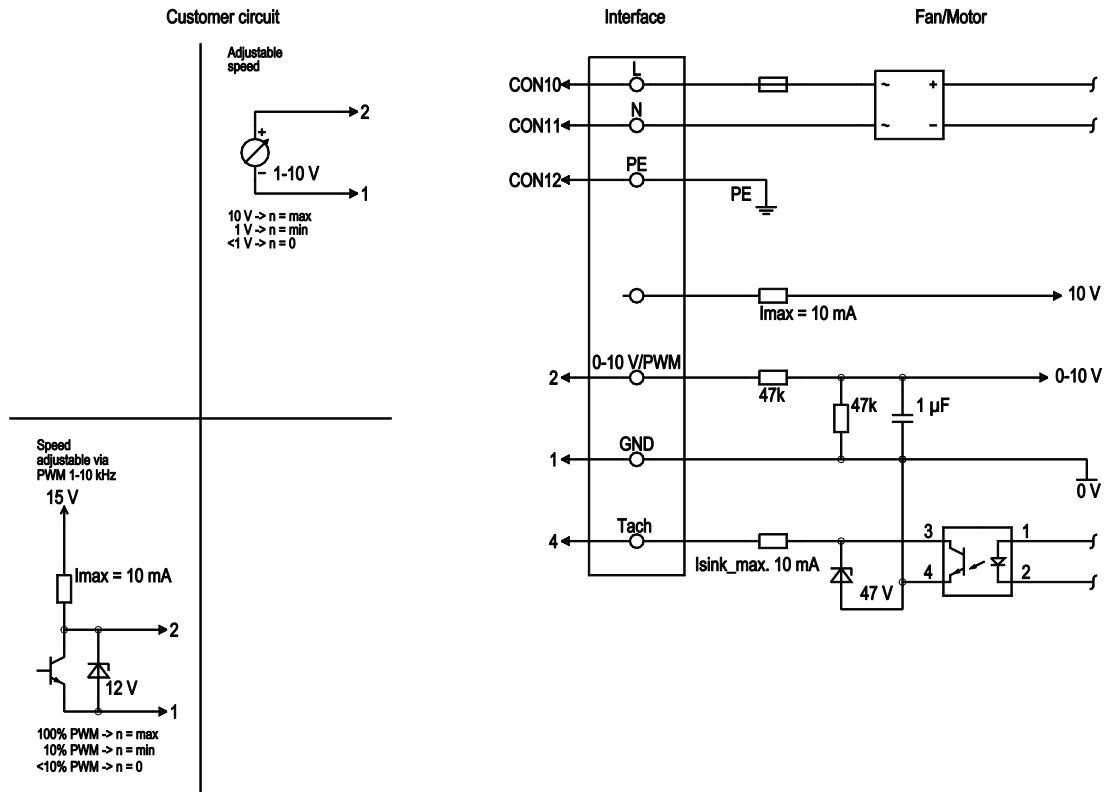 Customer circuit
Interface
Fan/Motor
Adjustable
speed
2
+
– 1-10 V
1
10 V -> n = max
1 V -> n = min
<1 V -> n = 0
Speed
adjustable via
PWM 1-10 kHz
15 V
Imax = 10 mA
2
12 V
1
100% PWM -> n = max
10% PWM -> n = min
<10% PWM -> n = 0
L
CON10
~ +
N
CON11
~ –
PE
CON12
PE
10 V
Imax = 10 mA
0-10 V/PWM
2
0-10 V
47k
47k
1 µF
GND
1
0 V
Tach
4
3
1
Isink_max. 10 mA
4
2
47 V